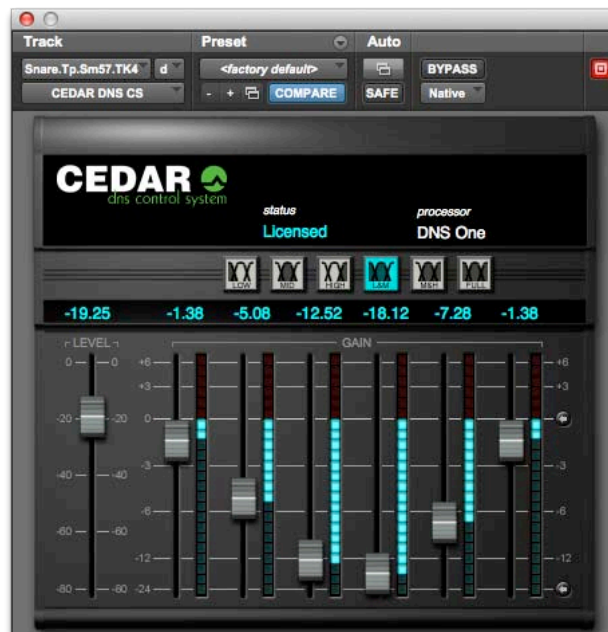 Track Preset Auto
Snare.Tp.Sm57.TK4 d <factory default> BYPASS
CEDAR DNS CS - + COMPARE SAFE Native
CEDAR
dns control system
status processor
Licensed DNS One
LOW MID HIGH L&M M&H FULL
-19.25 -1.38 -5.08 -12.52 -18.12 -7.28 -1.38
LEVEL GAIN
0 0 +6 +6
+3 +3
-20 -20 0 0
-40 -40 -3 -3
-60 -60 -6 -6
-12 -12
-80 -80 -24 -24